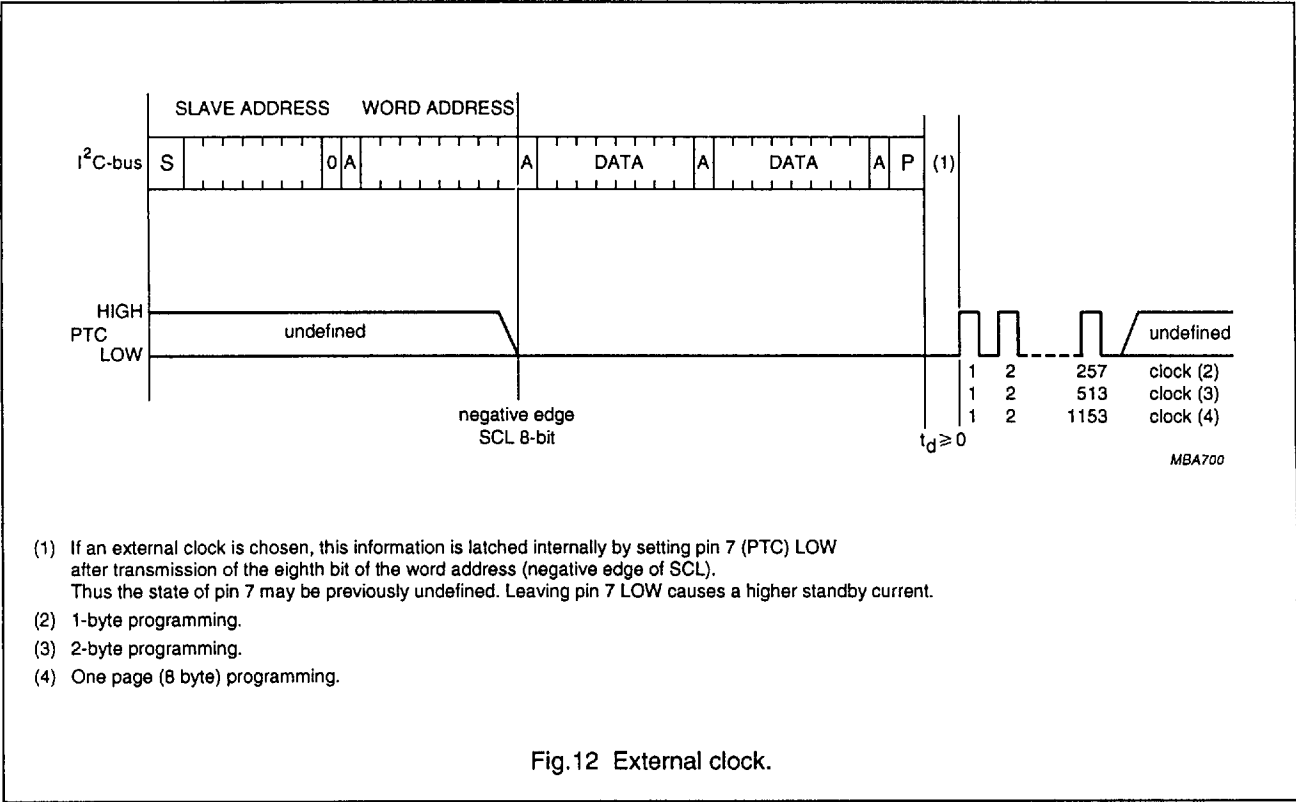 SLAVE ADDRESS WORD ADDRESS
I²C-bus S 0 A A DATA A DATA A P (1)
HIGH
PTC undefined undefined
LOW
1 2 257 clock (2)
1 2 513 clock (3)
1 2 1153 clock (4)
negative edge
SCL 8-bit
td ≥ 0
MBA700
(1) If an external clock is chosen, this information is latched internally by setting pin 7 (PTC) LOW
after transmission of the eighth bit of the word address (negative edge of SCL).
Thus the state of pin 7 may be previously undefined. Leaving pin 7 LOW causes a higher standby current.
(2) 1-byte programming.
(3) 2-byte programming.
(4) One page (8 byte) programming.
Fig.12 External clock.